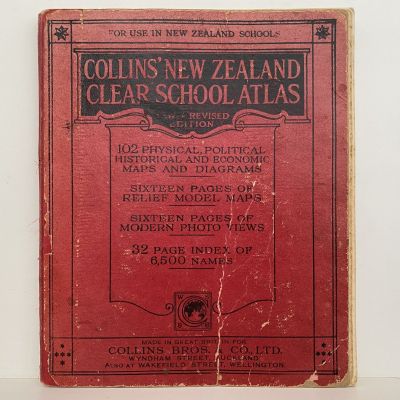 FOR USE IN NEW ZEALAND SCHOOLS
COLLINS' NEW ZEALAND
CLEAR SCHOOL ATLAS
REVISED
EDITION
102 PHYSICAL, POLITICAL
HISTORICAL AND ECONOMIC
MAPS AND DIAGRAMS
SIXTEEN PAGES OF
RELIEF MODEL MAPS
SIXTEEN PAGES OF
MODERN PHOTO VIEWS
32 PAGE INDEX OF
6,500 NAMES
MADE IN GREAT BRITAIN FOR
COLLINS BROS. & CO., LTD.
WYNDHAM STREET, AUCKLAND
ALSO AT WAKEFIELD STREET, WELLINGTON